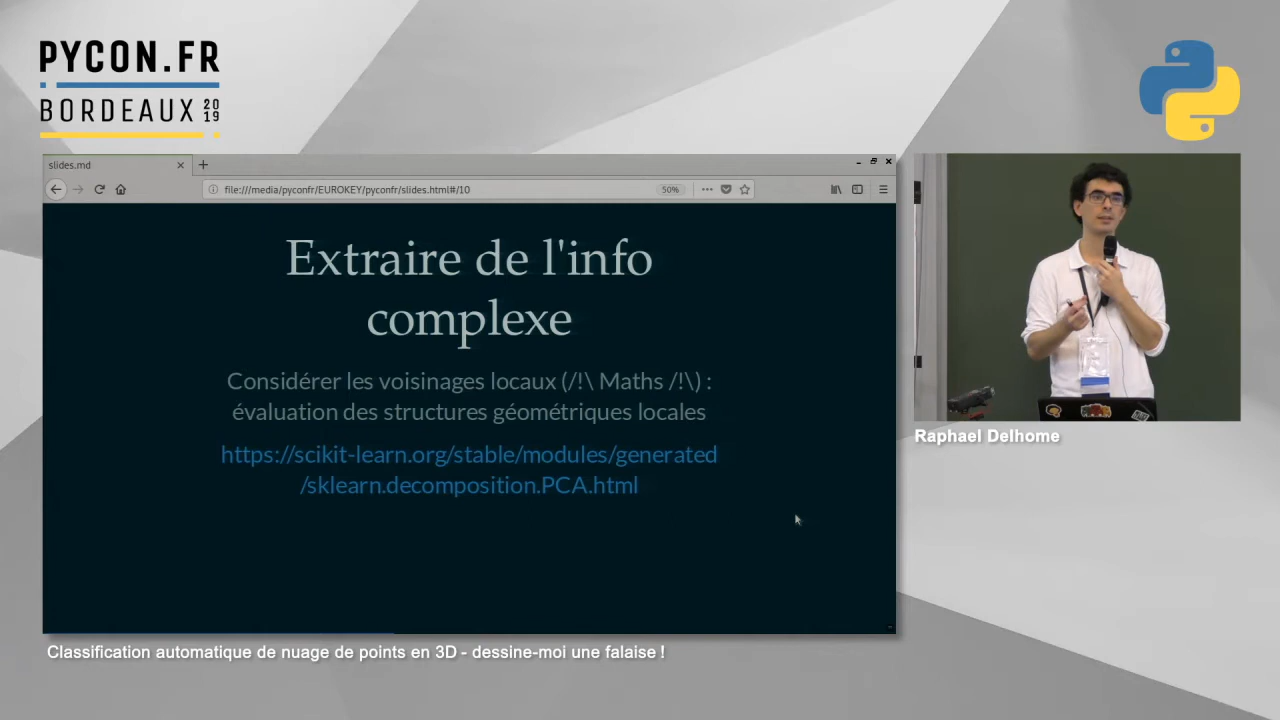 PYCON.FR
BORDEAUX 2019
slides.md
file:///media/pyconfr/EUROKEY/pyconfr/slides.html#/10
50%
Extraire de l'info
complexe
Considérer les voisinages locaux (/!\ Maths /!\) :
évaluation des structures géométriques locales
https://scikit-learn.org/stable/modules/generated
/sklearn.decomposition.PCA.html
Raphael Delhome
Classification automatique de nuage de points en 3D - dessine-moi une falaise !